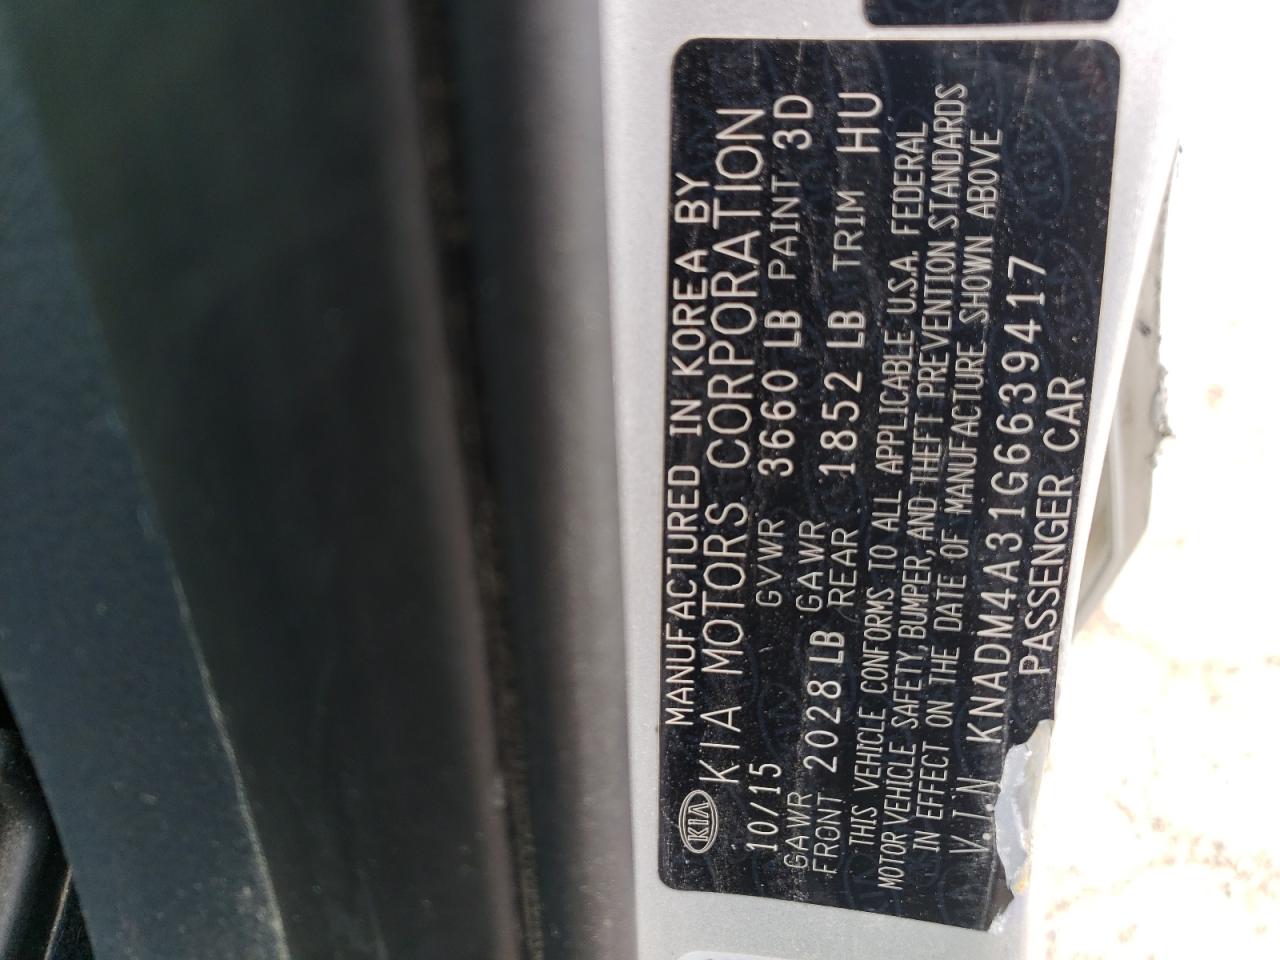 MANUFACTURED IN KOREA BY
KIA KIA MOTORS CORPORATION
10/15 GVWR 3660 LB PAINT 3D
GAWR FRONT 2028 LB GAWR REAR 1852 LB TRIM HU
THIS VEHICLE CONFORMS TO ALL APPLICABLE U.S.A. FEDERAL
MOTOR VEHICLE SAFETY, BUMPER, AND THEFT PREVENTION STANDARDS
IN EFFECT ON THE DATE OF MANUFACTURE SHOWN ABOVE
V.I.N KNADM4A31G6639417
PASSENGER CAR